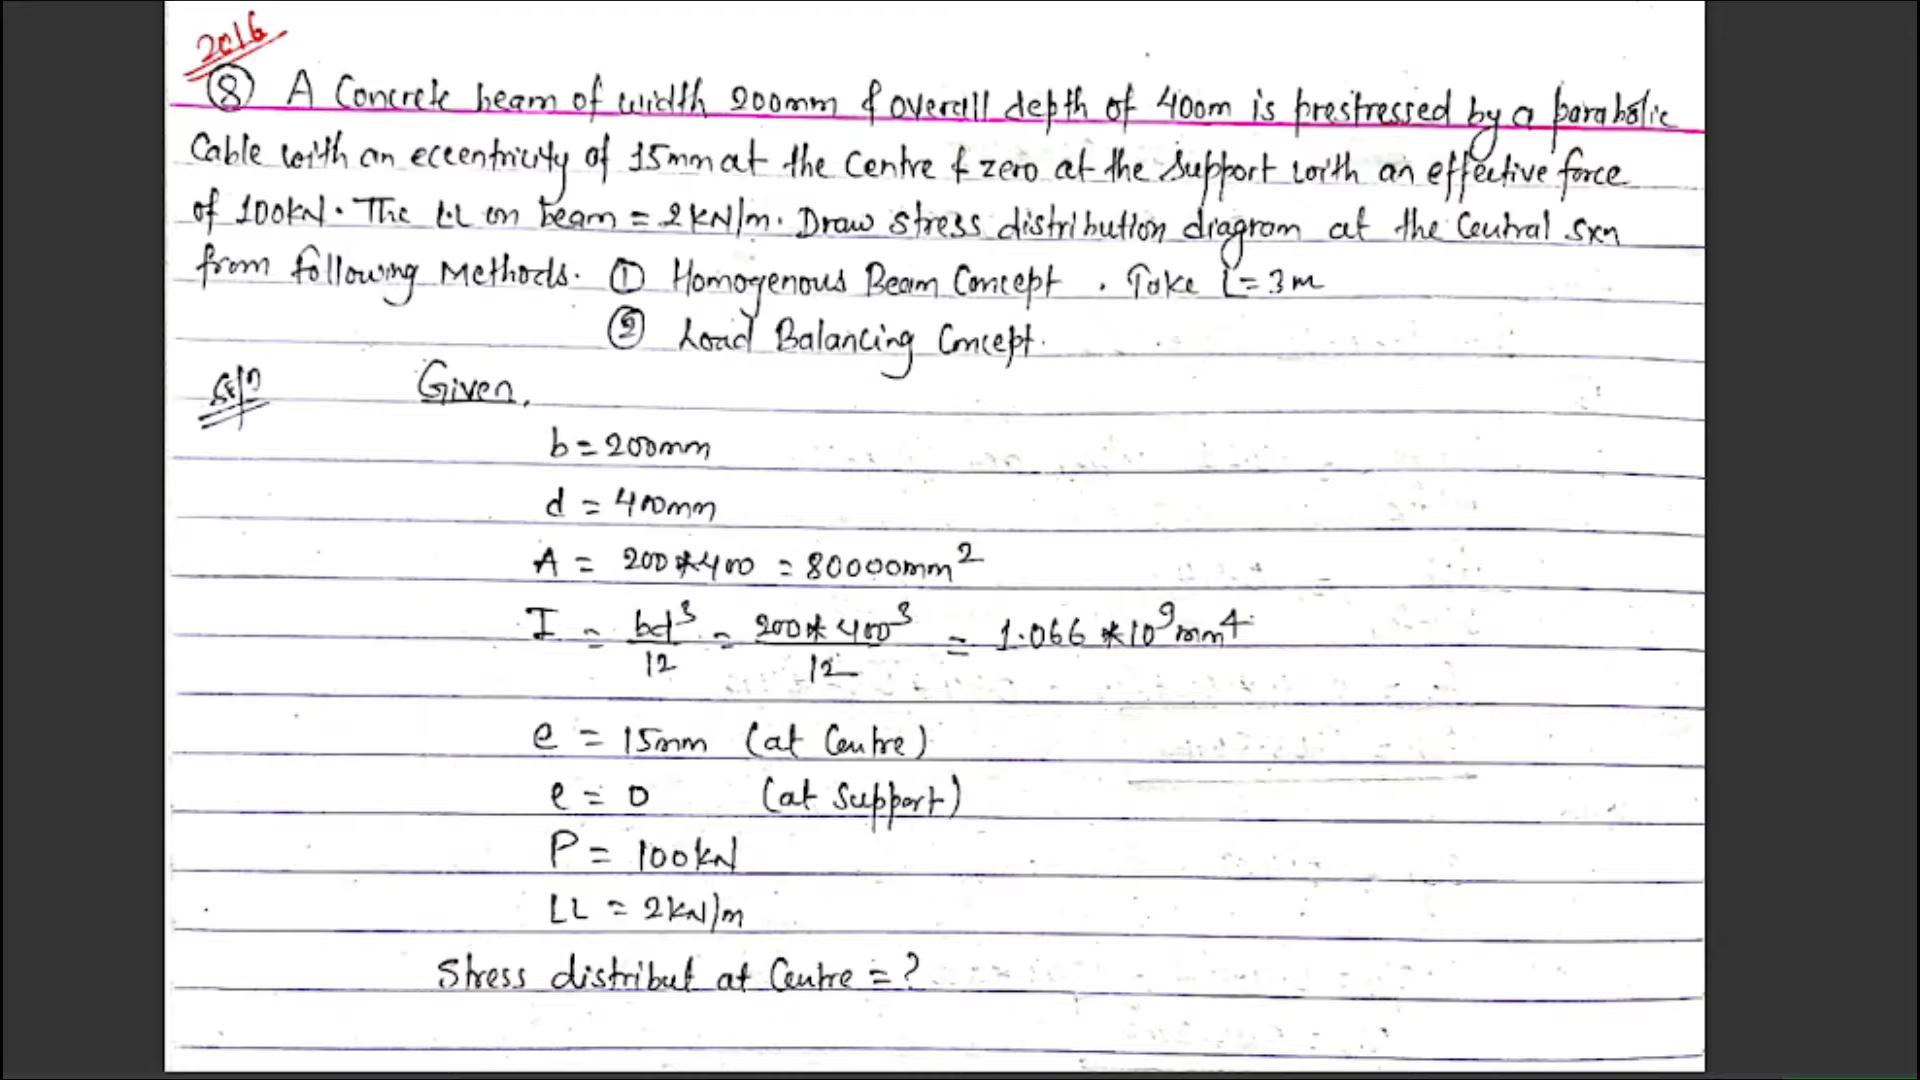 2016
⑧ A Concrete beam of width 200mm & overall depth of 400m is prestressed by a parabolic
Cable with an eccentricity of 15mm at the Centre & zero at the Support with an effective force
of 100kN. The LL on beam = 2kN/m. Draw stress distribution diagram at the Central sxn
from following Methods. ① Homogenous Beam Concept. Take L = 3m
② Load Balancing Concept.
Sol^n Given,
b = 200mm
d = 400mm
A = 200*400 = 80000mm²
I = bd³/12 = 200*400³/12 = 1.066*10⁹mm⁴
e = 15mm (at Centre)
e = 0 (at Support)
P = 100kN
LL = 2kN/m
Stress distribut at Centre = ?